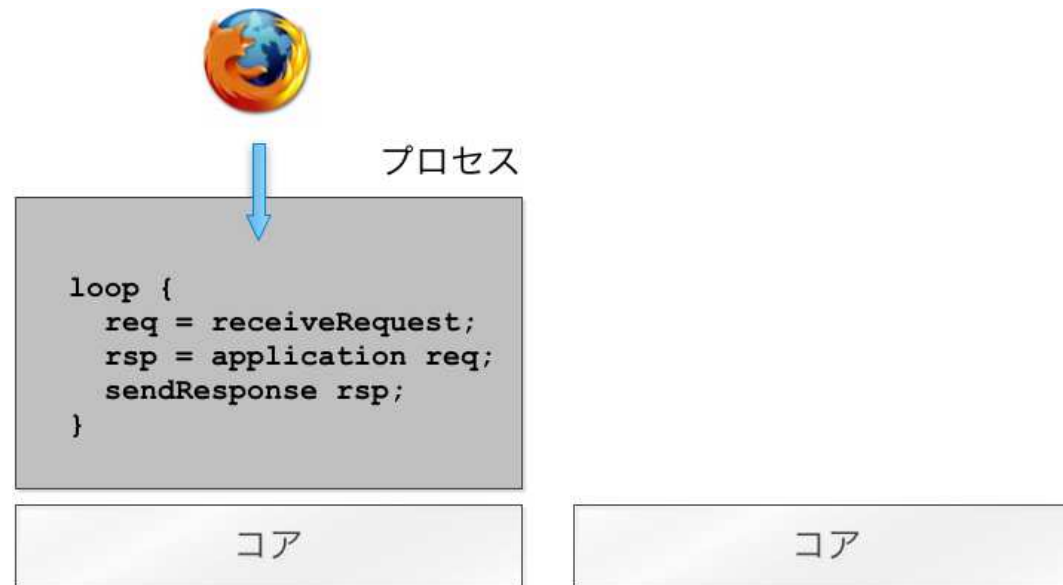 プロセス
loop {
  req = receiveRequest;
  rsp = application req;
  sendResponse rsp;
}
コア
コア